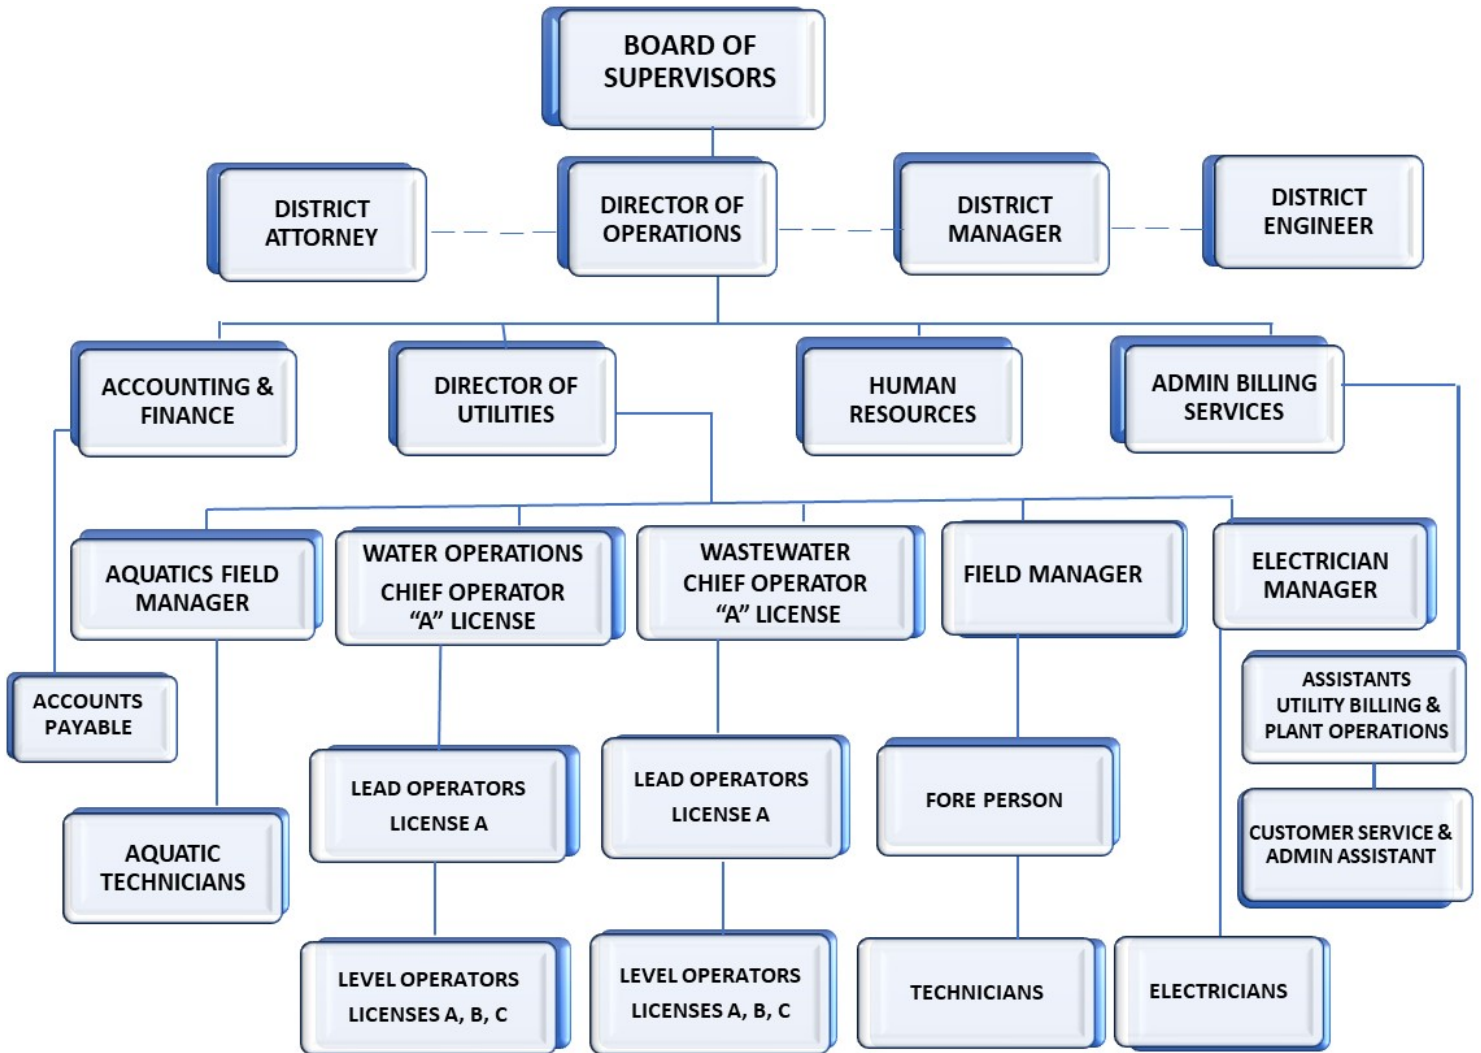 BOARD OF
SUPERVISORS
DISTRICT
ATTORNEY
DIRECTOR OF
OPERATIONS
DISTRICT
MANAGER
DISTRICT
ENGINEER
ACCOUNTING &
FINANCE
DIRECTOR OF
UTILITIES
HUMAN
RESOURCES
ADMIN BILLING
SERVICES
AQUATICS FIELD
MANAGER
WATER OPERATIONS
CHIEF OPERATOR
“A” LICENSE
WASTEWATER
CHIEF OPERATOR
“A” LICENSE
FIELD MANAGER
ELECTRICIAN
MANAGER
ACCOUNTS
PAYABLE
ASSISTANTS
UTILITY BILLING &
PLANT OPERATIONS
LEAD OPERATORS
LICENSE A
LEAD OPERATORS
LICENSE A
FORE PERSON
CUSTOMER SERVICE &
ADMIN ASSISTANT
AQUATIC
TECHNICIANS
LEVEL OPERATORS
LICENSES A, B, C
LEVEL OPERATORS
LICENSES A, B, C
TECHNICIANS
ELECTRICIANS